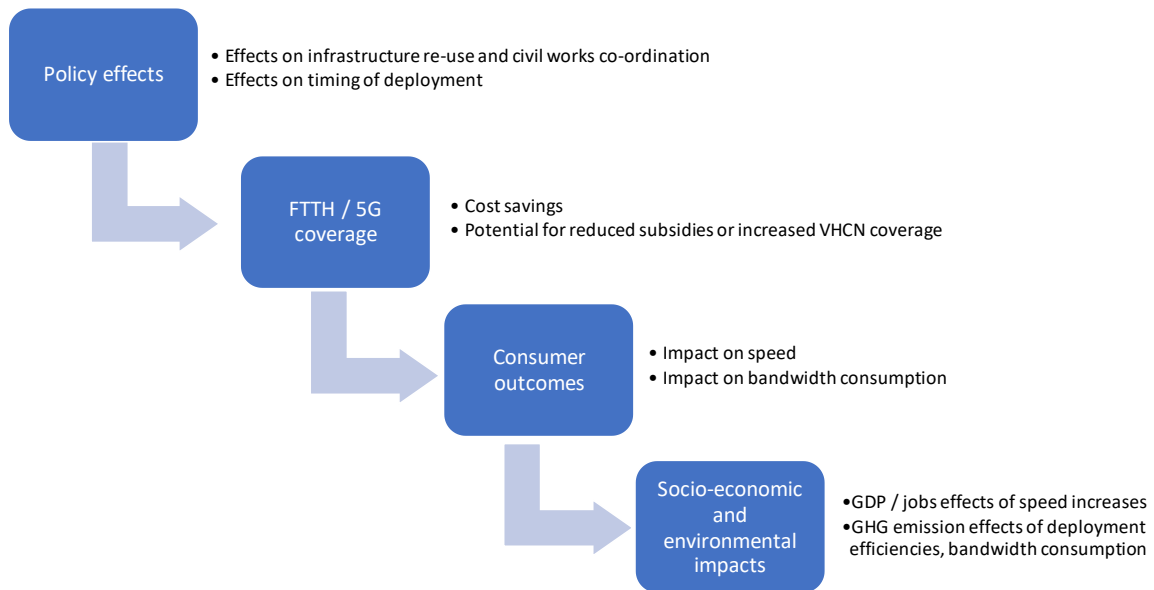 Policy effects
• Effects on infrastructure re-use and civil works co-ordination
• Effects on timing of deployment
FTTH / 5G
coverage
• Cost savings
• Potential for reduced subsidies or increased VHCN coverage
Consumer
outcomes
• Impact on speed
• Impact on bandwidth consumption
Socio-economic
and
environmental
impacts
•GDP / jobs effects of speed increases
•GHG emission effects of deployment
efficiencies, bandwidth consumption